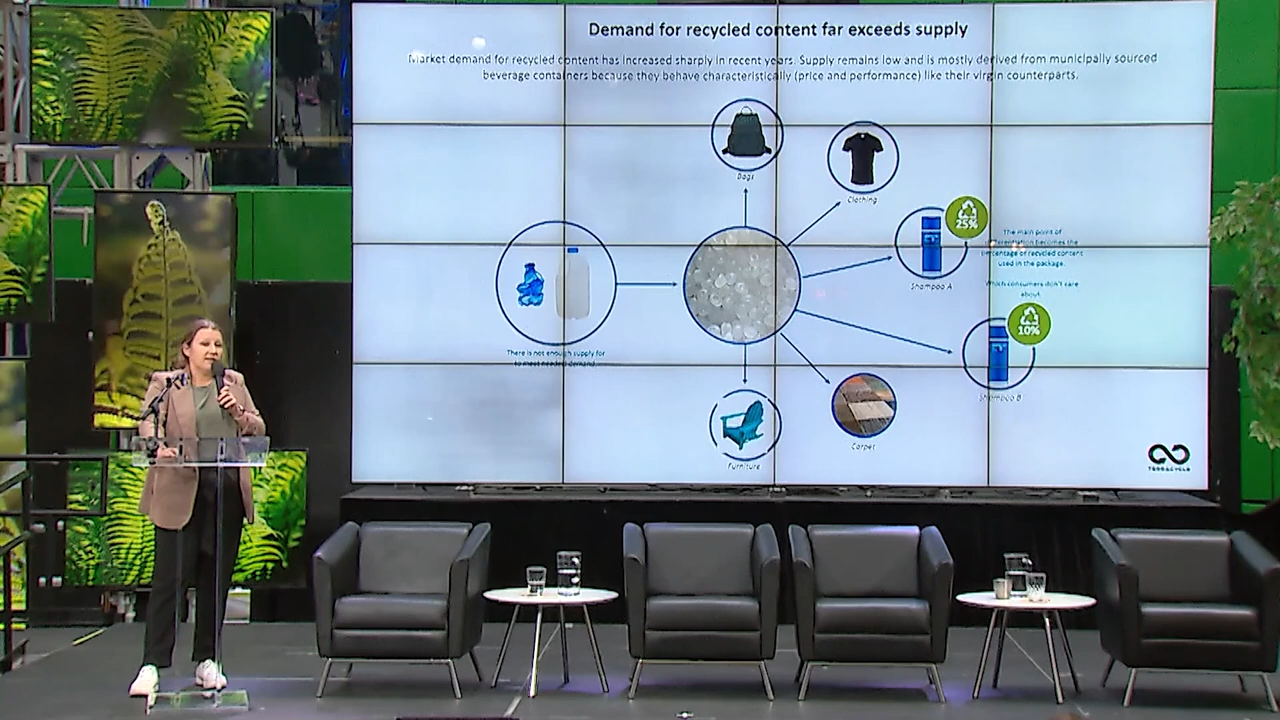 Demand for recycled content far exceeds supply
Market demand for recycled content has increased sharply in recent years. Supply remains low and is mostly derived from municipally sourced
beverage containers because they behave characteristically (price and performance) like their virgin counterparts.
Bags
Clothing
25%
The main point of
differentiation becomes the
percentage of recycled content
used in the package.
Shampoo A
Which consumers don't care
about.
10%
There is not enough supply for
to meet needed demand.
Shampoo B
Furniture
Carpet
TERRACYCLE